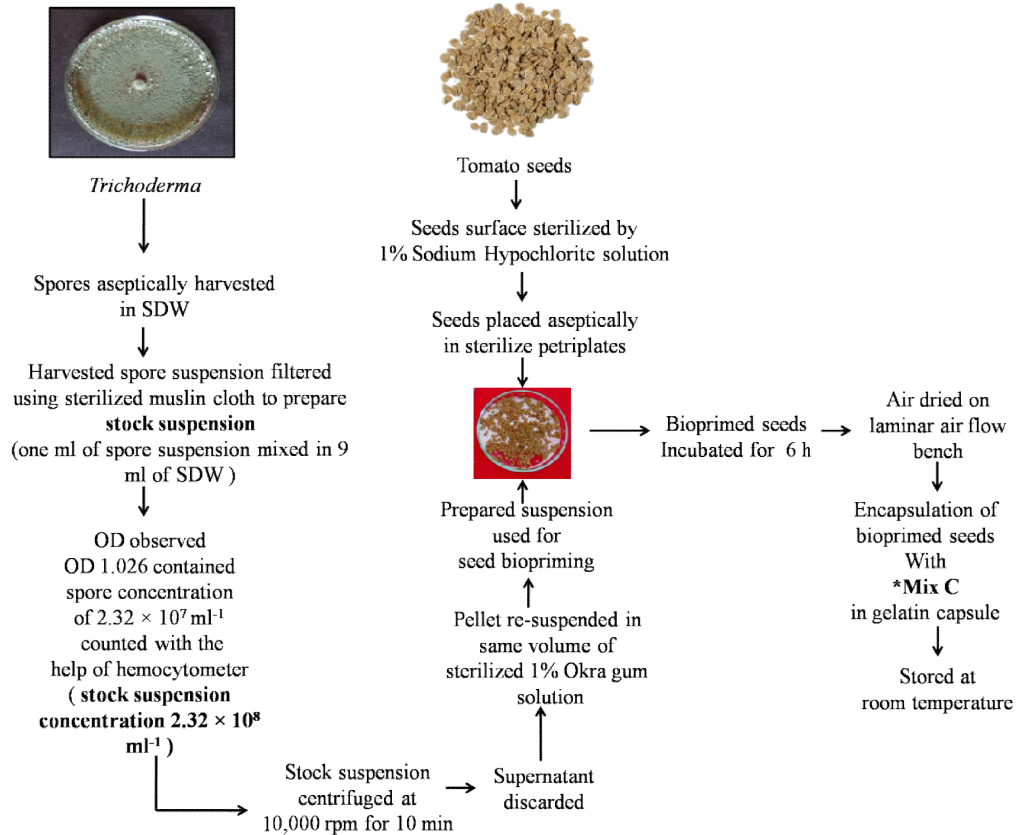 Trichoderma
Spores aseptically harvested
in SDW
Harvested spore suspension filtered
using sterilized muslin cloth to prepare
stock suspension
(one ml of spore suspension mixed in 9
ml of SDW )
OD observed
OD 1.026 contained
spore concentration
of 2.32 × 10⁷ ml⁻¹
counted with the
help of hemocytometer
( stock suspension
concentration 2.32 × 10⁸
ml⁻¹ )
Stock suspension
centrifuged at
10,000 rpm for 10 min
Supernatant
discarded
Pellet re-suspended in
same volume of
sterilized 1% Okra gum
solution
Prepared suspension
used for
seed biopriming
Tomato seeds
Seeds surface sterilized by
1% Sodium Hypochlorite solution
Seeds placed aseptically
in sterilize petriplates
Bioprimed seeds
Incubated for 6 h
Air dried on
laminar air flow
bench
Encapsulation of
bioprimed seeds
With
*Mix C
in gelatin capsule
Stored at
room temperature